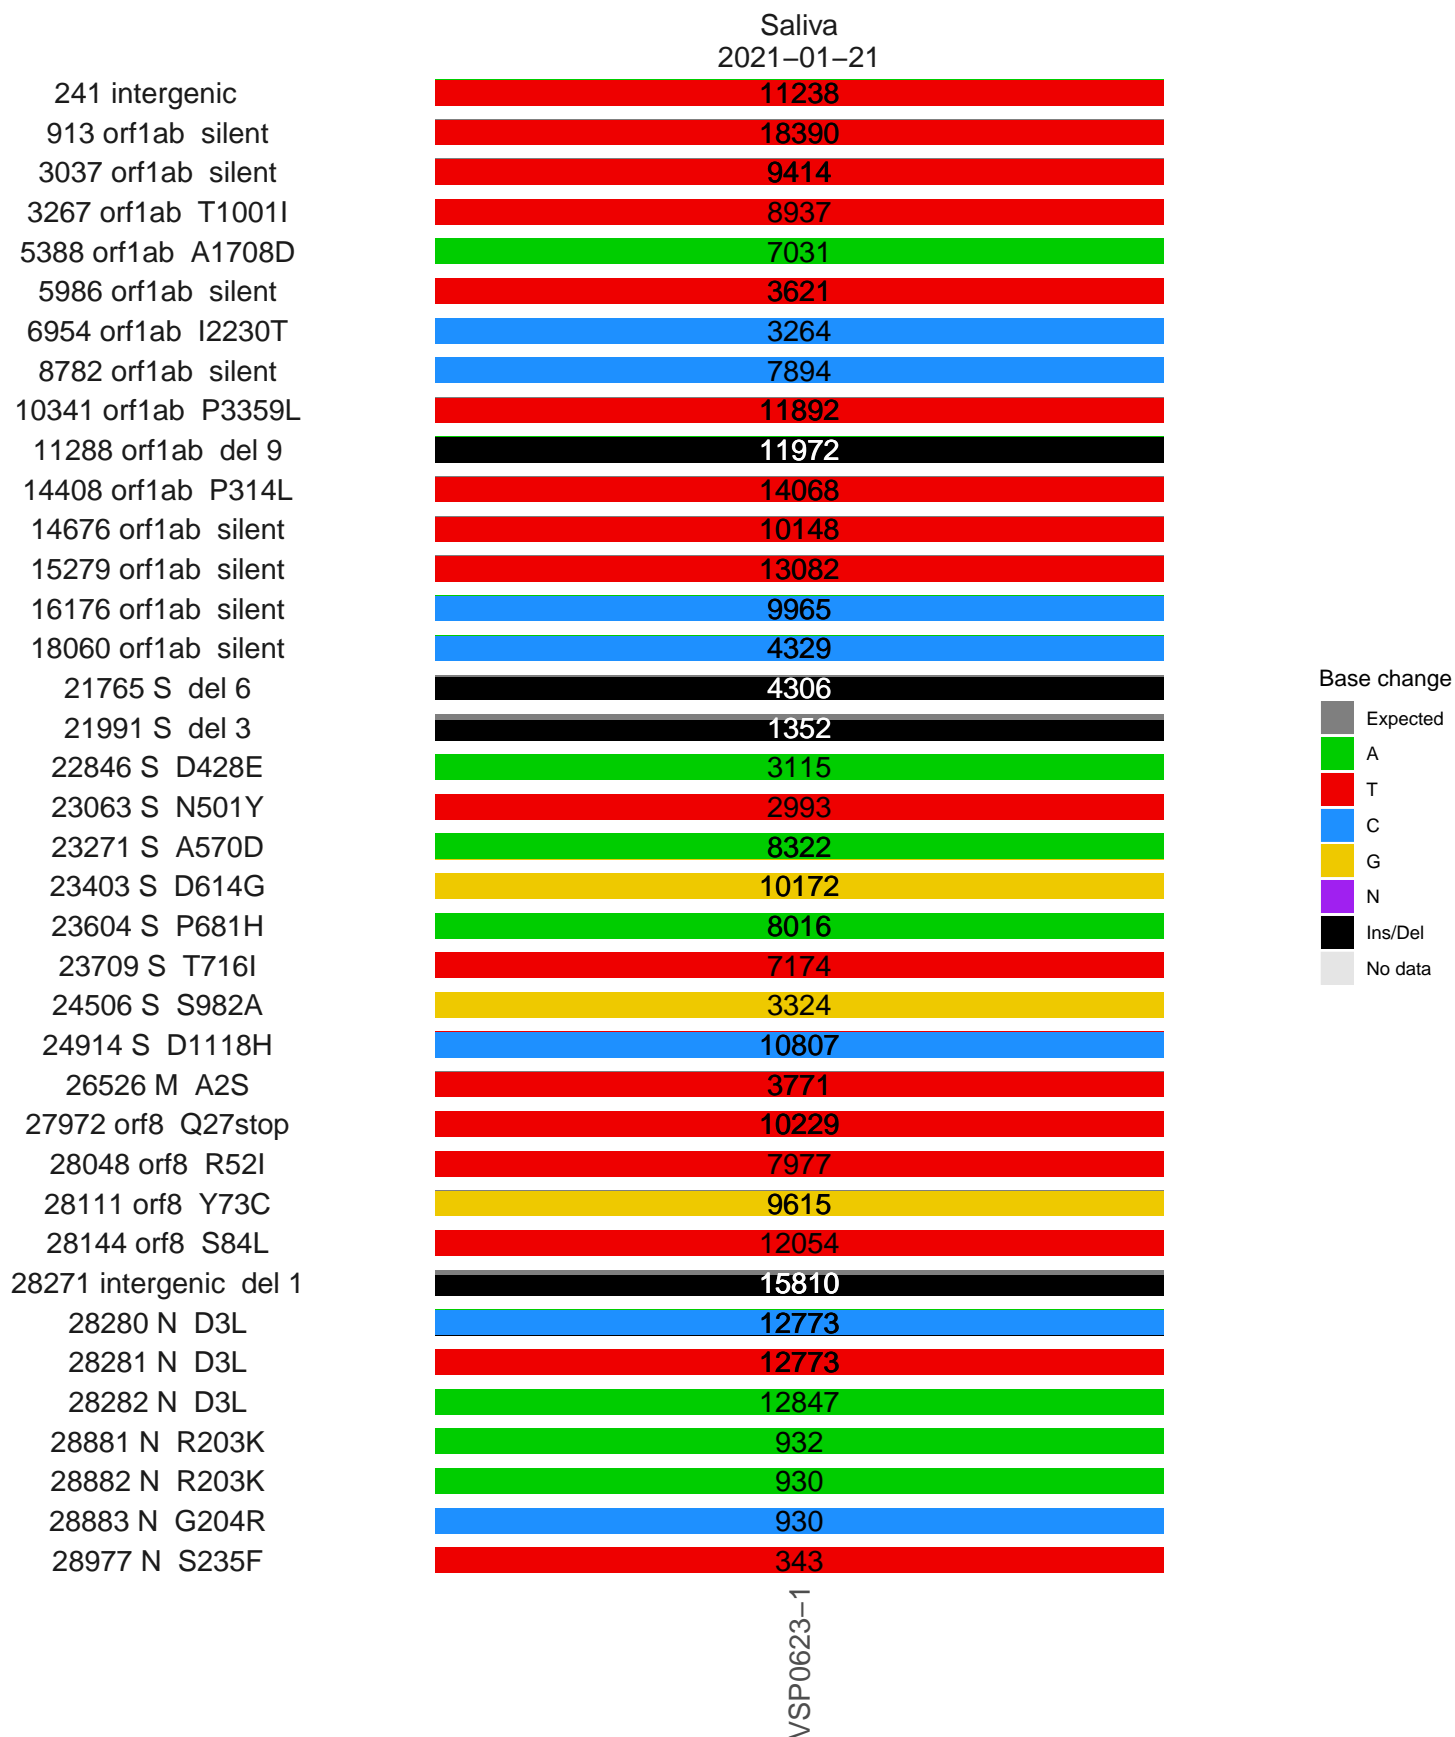 Saliva
2021−01−21
241 intergenic 11238
913 orf1ab silent 18390
3037 orf1ab silent 9414
3267 orf1ab T1001I 8937
5388 orf1ab A1708D 7031
5986 orf1ab silent 3621
6954 orf1ab I2230T 3264
8782 orf1ab silent 7894
10341 orf1ab P3359L 11892
11288 orf1ab del 9 11972
14408 orf1ab P314L 14068
14676 orf1ab silent 10148
15279 orf1ab silent 13082
16176 orf1ab silent 9965
18060 orf1ab silent 4329
21765 S del 6 4306
21991 S del 3 1352
22846 S D428E 3115
23063 S N501Y 2993
23271 S A570D 8322
23403 S D614G 10172
23604 S P681H 8016
23709 S T716I 7174
24506 S S982A 3324
24914 S D1118H 10807
26526 M A2S 3771
27972 orf8 Q27stop 10229
28048 orf8 R52I 7977
28111 orf8 Y73C 9615
28144 orf8 S84L 12054
28271 intergenic del 1 15810
28280 N D3L 12773
28281 N D3L 12773
28282 N D3L 12847
28881 N R203K 932
28882 N R203K 930
28883 N G204R 930
28977 N S235F 343
VSP0623−1
Base change
Expected
A
T
C
G
N
Ins/Del
No data